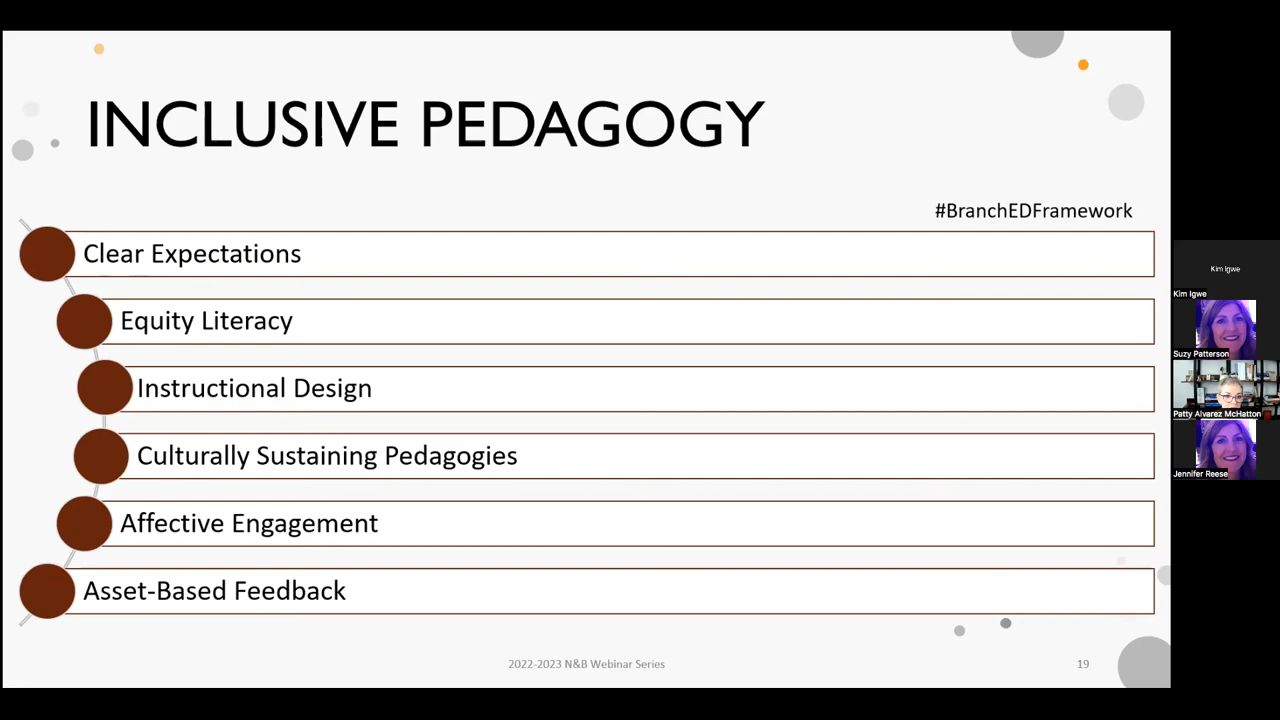 INCLUSIVE PEDAGOGY
#BranchEDFramework
Clear Expectations
Equity Literacy
Instructional Design
Culturally Sustaining Pedagogies
Affective Engagement
Asset-Based Feedback
2022-2023 N&B Webinar Series
19
Kim Igwe
Kim Igwe
Suzy Patterson
Patty Alvarez McHatton
Jennifer Reese